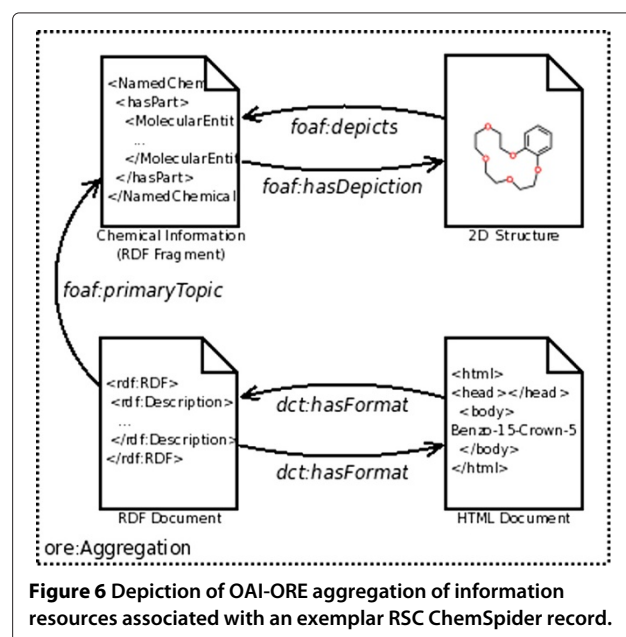 <NamedChem
<hasPart>
<MolecularEntit
...
</MolecularEntit
</hasPart>
</NamedChemical
Chemical Information
(RDF Fragment)
foaf:depicts
foaf:hasDepiction
O
O
O
O
O
2D Structure
foaf:primaryTopic
<rdf:RDF>
<rdf:Description>
...
</rdf:Description>
</rdf:RDF>
RDF Document
dct:hasFormat
dct:hasFormat
<html>
<head></head>
<body>
Benzo-15-Crown-5
</body>
</html>
HTML Document
ore:Aggregation
Figure 6 Depiction of OAI-ORE aggregation of information
resources associated with an exemplar RSC ChemSpider record.